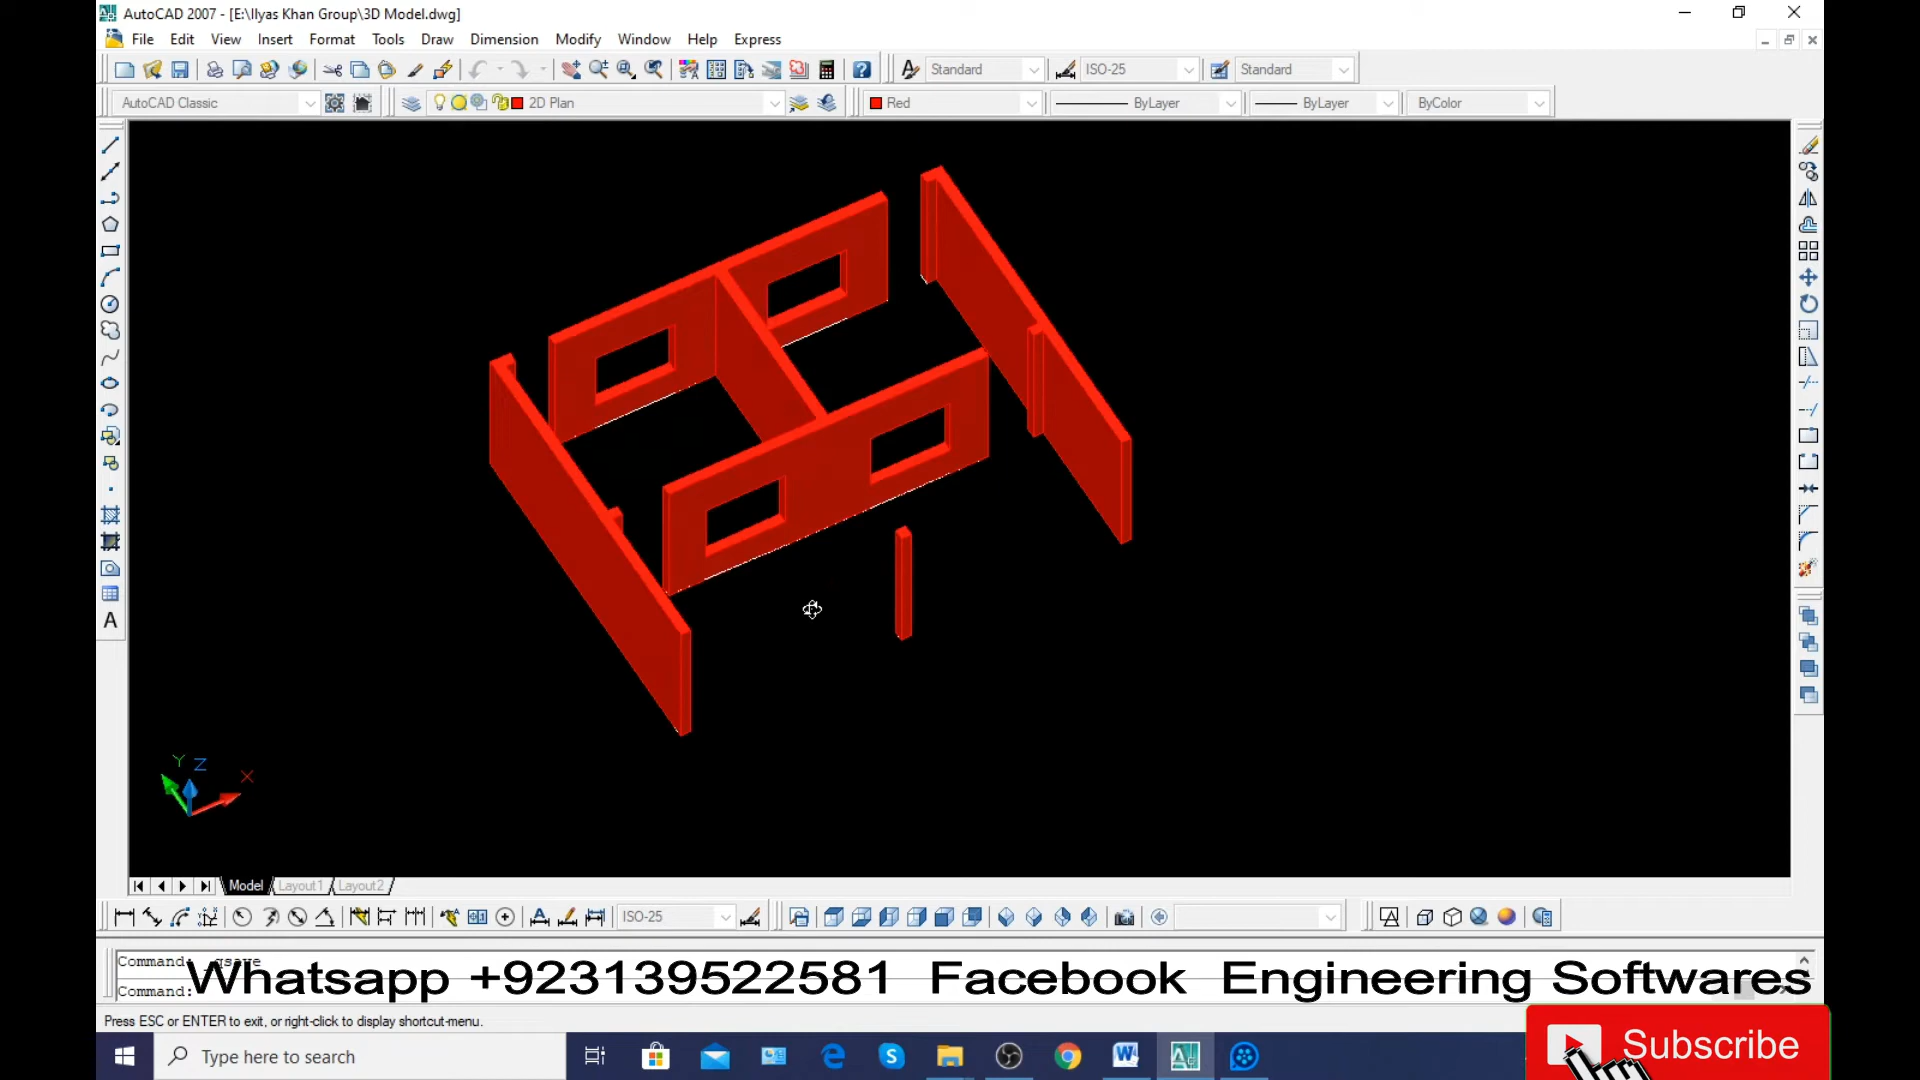 AutoCAD 2007 - [E:\Ilyas Khan Group\3D Model.dwg]
File Edit View Insert Format Tools Draw Dimension Modify Window Help Express
Standard ISO-25 Standard
AutoCAD Classic 2D Plan Red ByLayer ByLayer ByColor
A
Y Z X
Model Layout1 Layout2
ISO-25
Command: _qsave
Command:
Whatsapp +923139522581 Facebook Engineering Softwares
Press ESC or ENTER to exit, or right-click to display shortcut-menu.
Type here to search
Subscribe